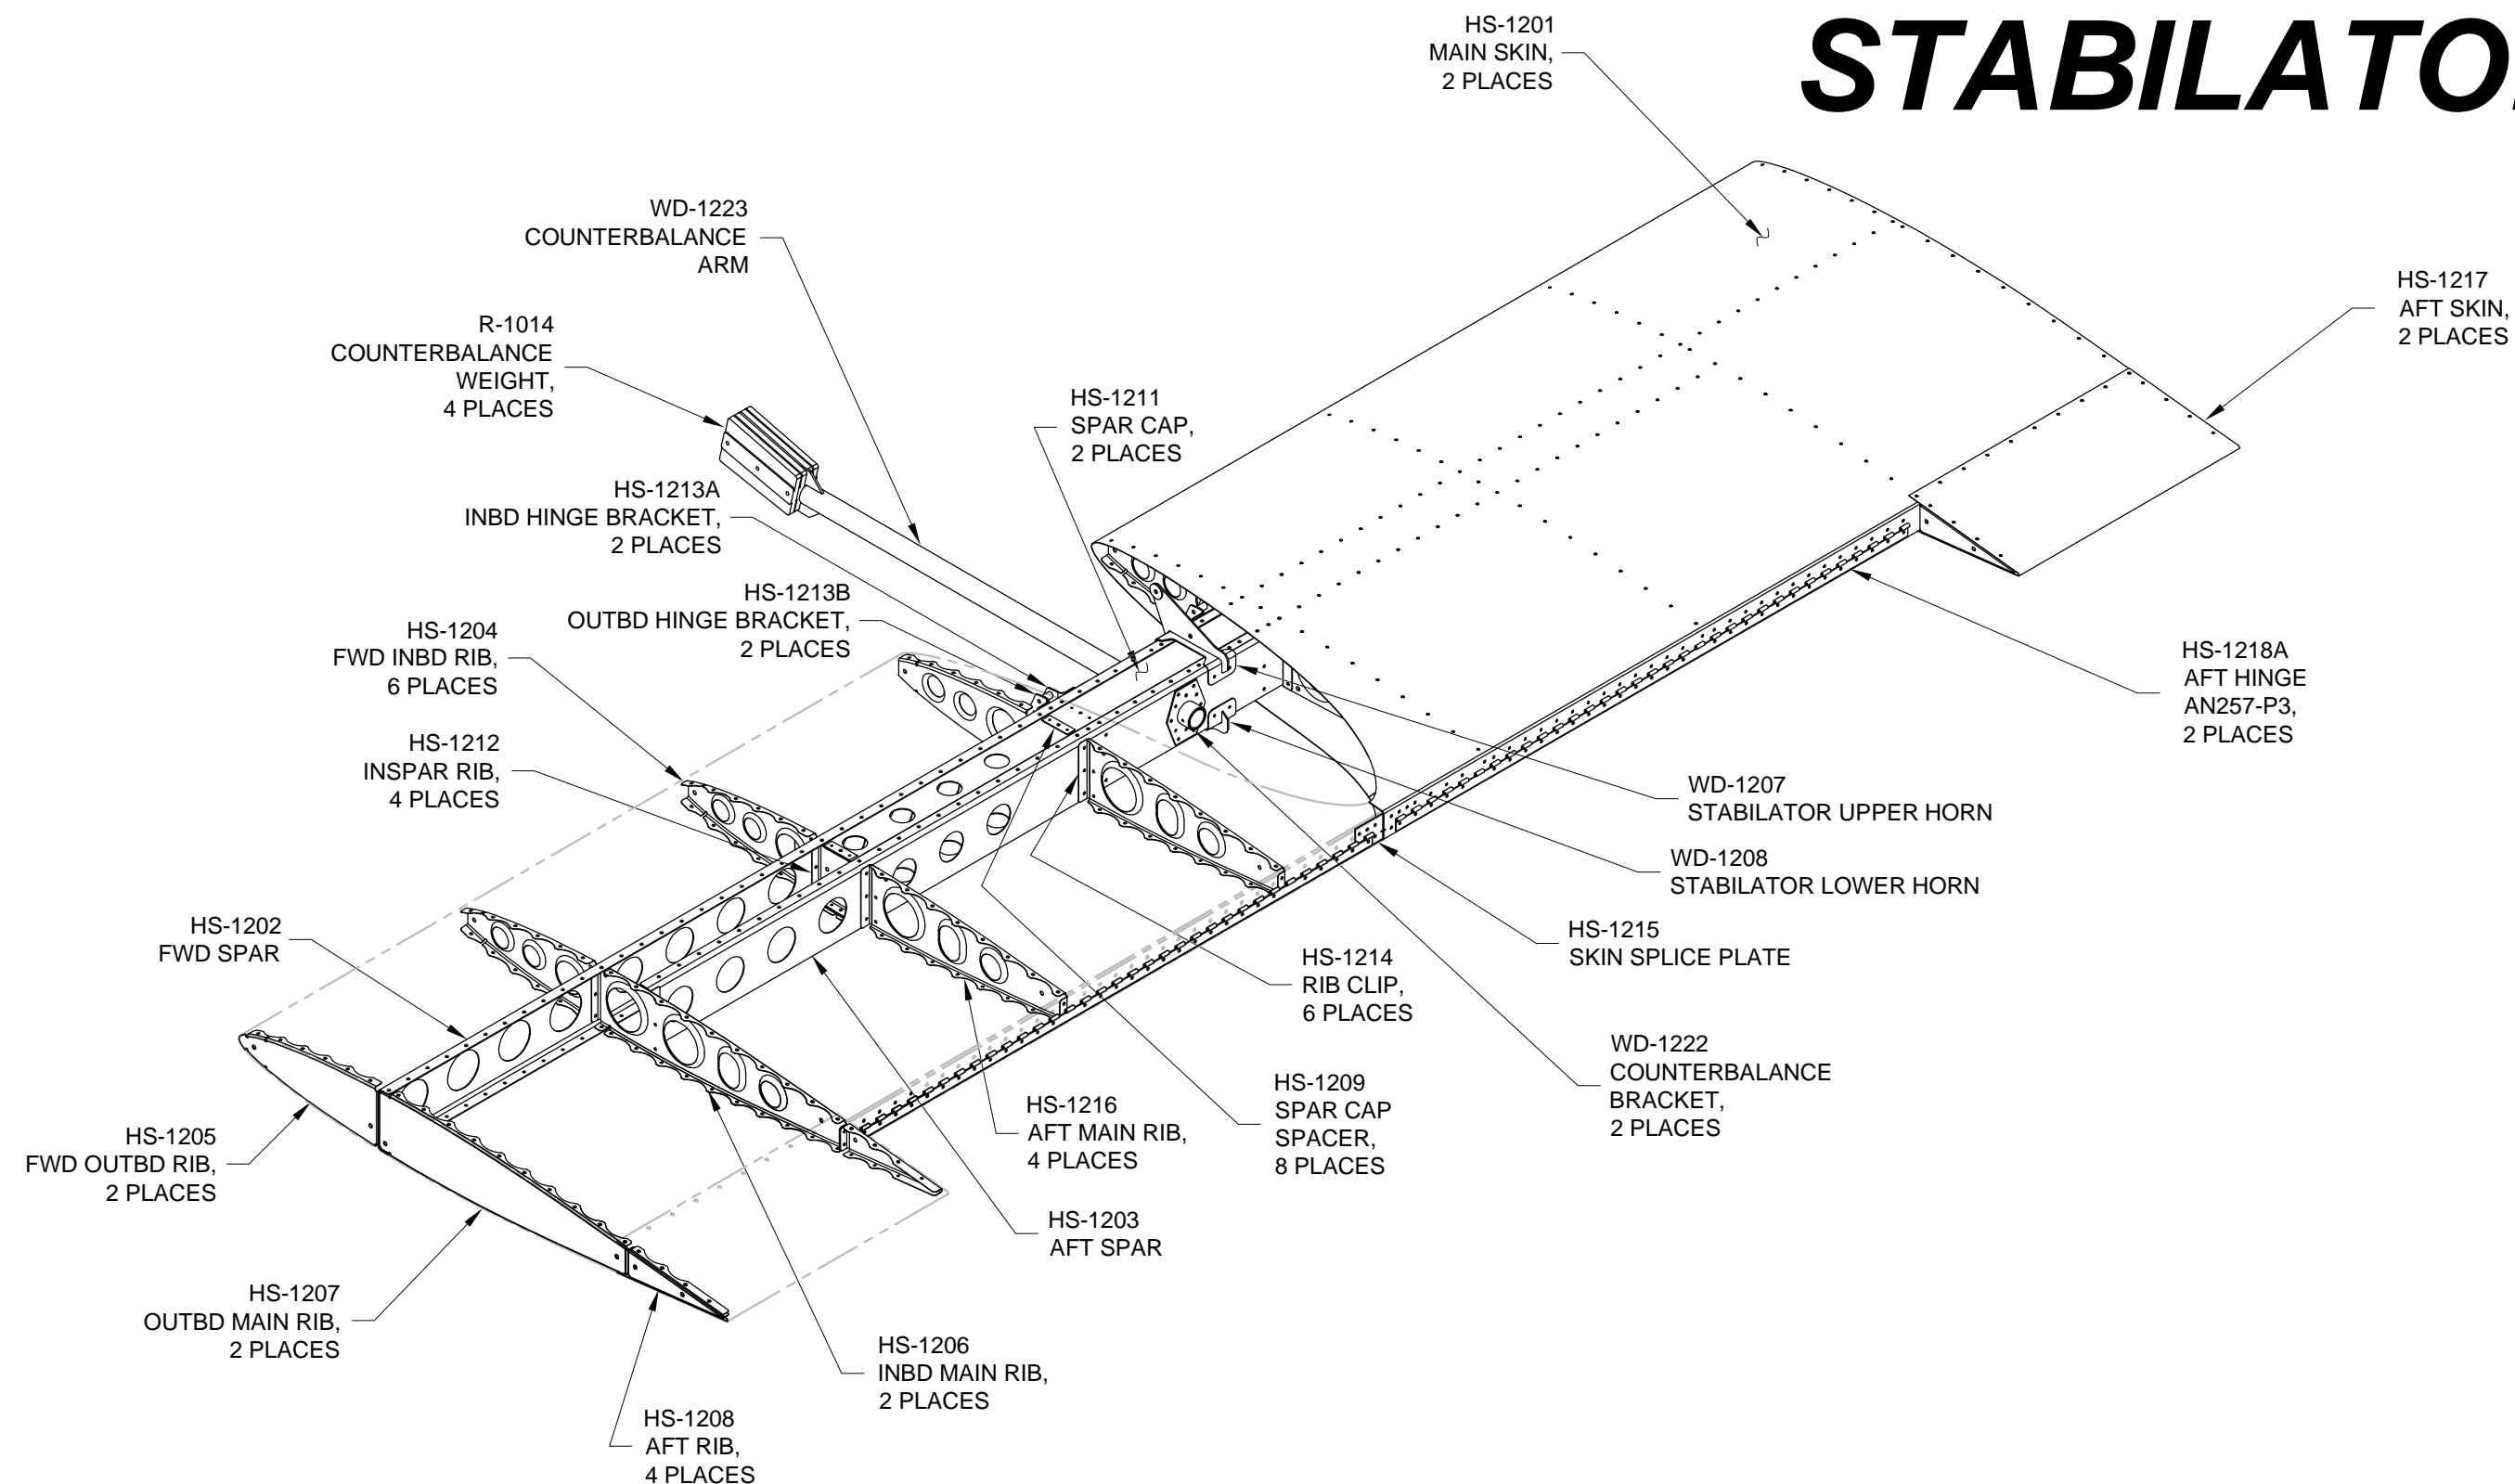 STABILATO
HS-1201
MAIN SKIN,
2 PLACES
WD-1223
COUNTERBALANCE
ARM
HS-1217
AFT SKIN,
2 PLACES
R-1014
COUNTERBALANCE
WEIGHT,
4 PLACES
HS-1211
SPAR CAP,
2 PLACES
HS-1213A
INBD HINGE BRACKET,
2 PLACES
HS-1213B
OUTBD HINGE BRACKET,
2 PLACES
HS-1204
FWD INBD RIB,
6 PLACES
HS-1218A
AFT HINGE
AN257-P3,
2 PLACES
HS-1212
INSPAR RIB,
4 PLACES
WD-1207
STABILATOR UPPER HORN
WD-1208
STABILATOR LOWER HORN
HS-1202
FWD SPAR
HS-1215
SKIN SPLICE PLATE
HS-1214
RIB CLIP,
6 PLACES
WD-1222
COUNTERBALANCE
BRACKET,
2 PLACES
HS-1209
SPAR CAP
SPACER,
8 PLACES
HS-1216
AFT MAIN RIB,
4 PLACES
HS-1205
FWD OUTBD RIB,
2 PLACES
HS-1203
AFT SPAR
HS-1207
OUTBD MAIN RIB,
2 PLACES
HS-1206
INBD MAIN RIB,
2 PLACES
HS-1208
AFT RIB,
4 PLACES